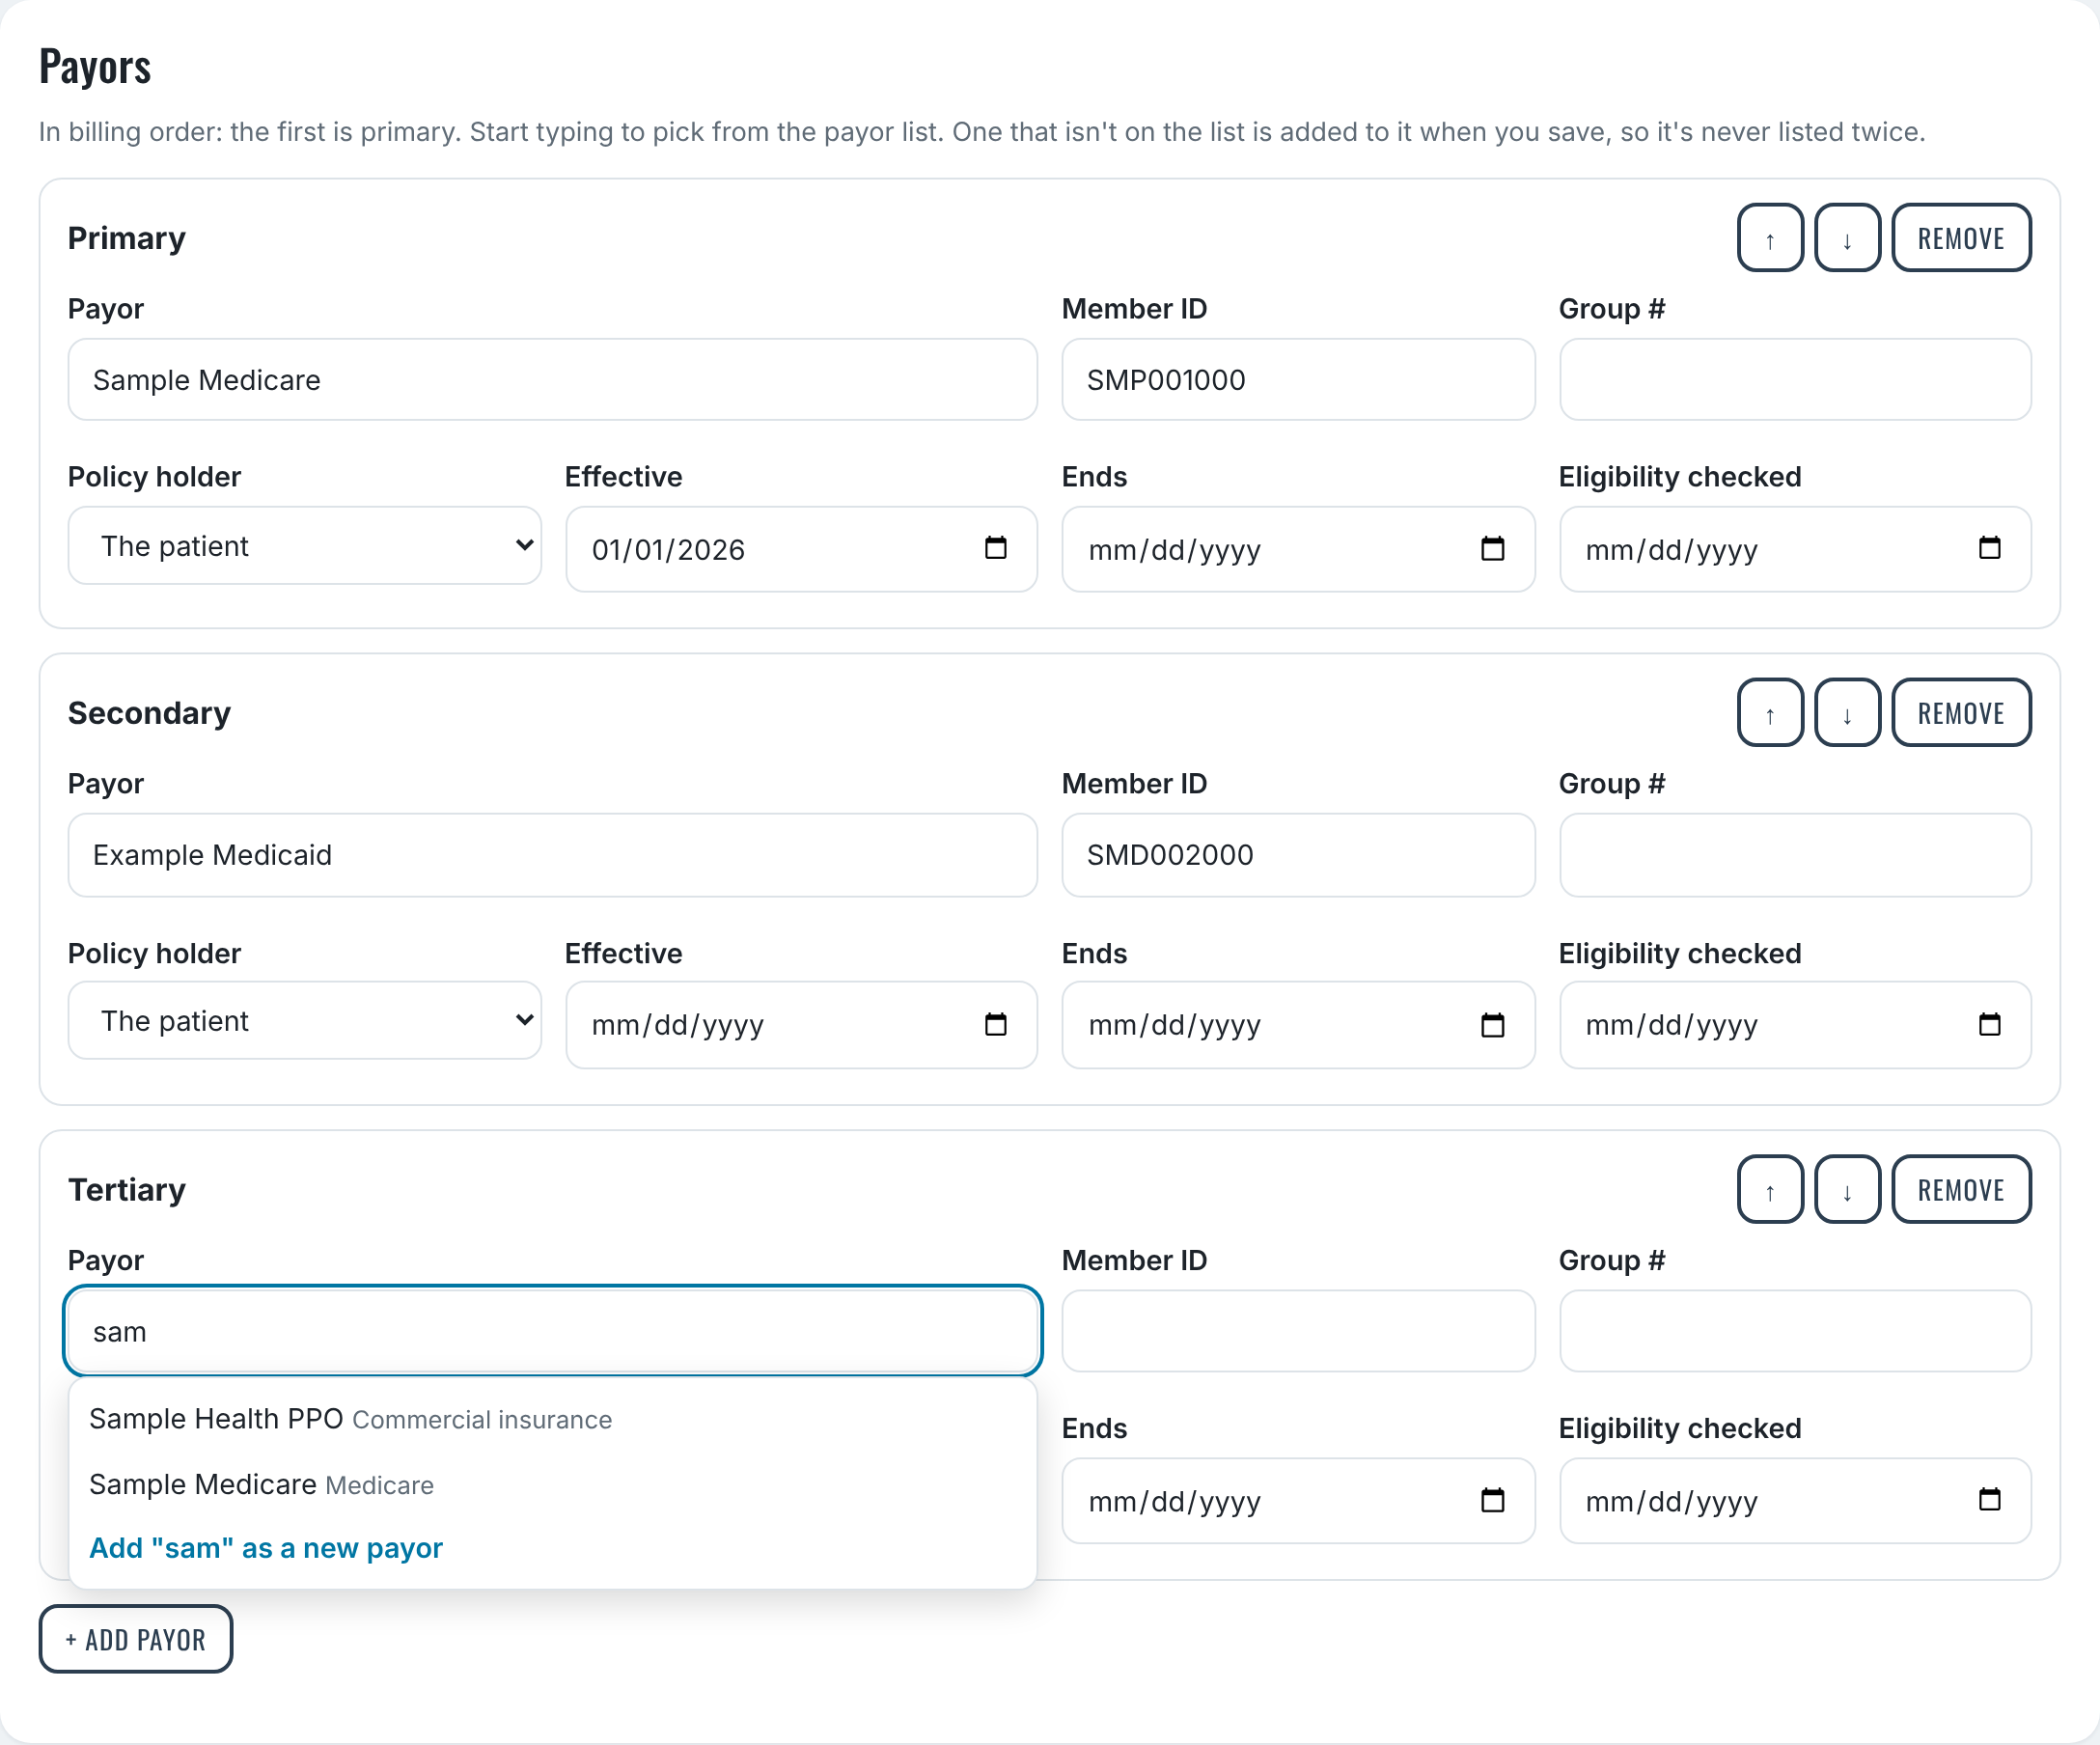 Payors
In billing order: the first is primary. Start typing to pick from the payor list. One that isn't on the list is added to it when you save, so it's never listed twice.
Primary
↑ ↓ REMOVE
Payor Member ID Group #
Sample Medicare SMP001000
Policy holder Effective Ends Eligibility checked
The patient 01/01/2026 mm/dd/yyyy mm/dd/yyyy
Secondary
↑ ↓ REMOVE
Payor Member ID Group #
Example Medicaid SMD002000
Policy holder Effective Ends Eligibility checked
The patient mm/dd/yyyy mm/dd/yyyy mm/dd/yyyy
Tertiary
↑ ↓ REMOVE
Payor Member ID Group #
sam
Sample Health PPO Commercial insurance
Ends Eligibility checked
Sample Medicare Medicare
mm/dd/yyyy mm/dd/yyyy
Add "sam" as a new payor
+ ADD PAYOR